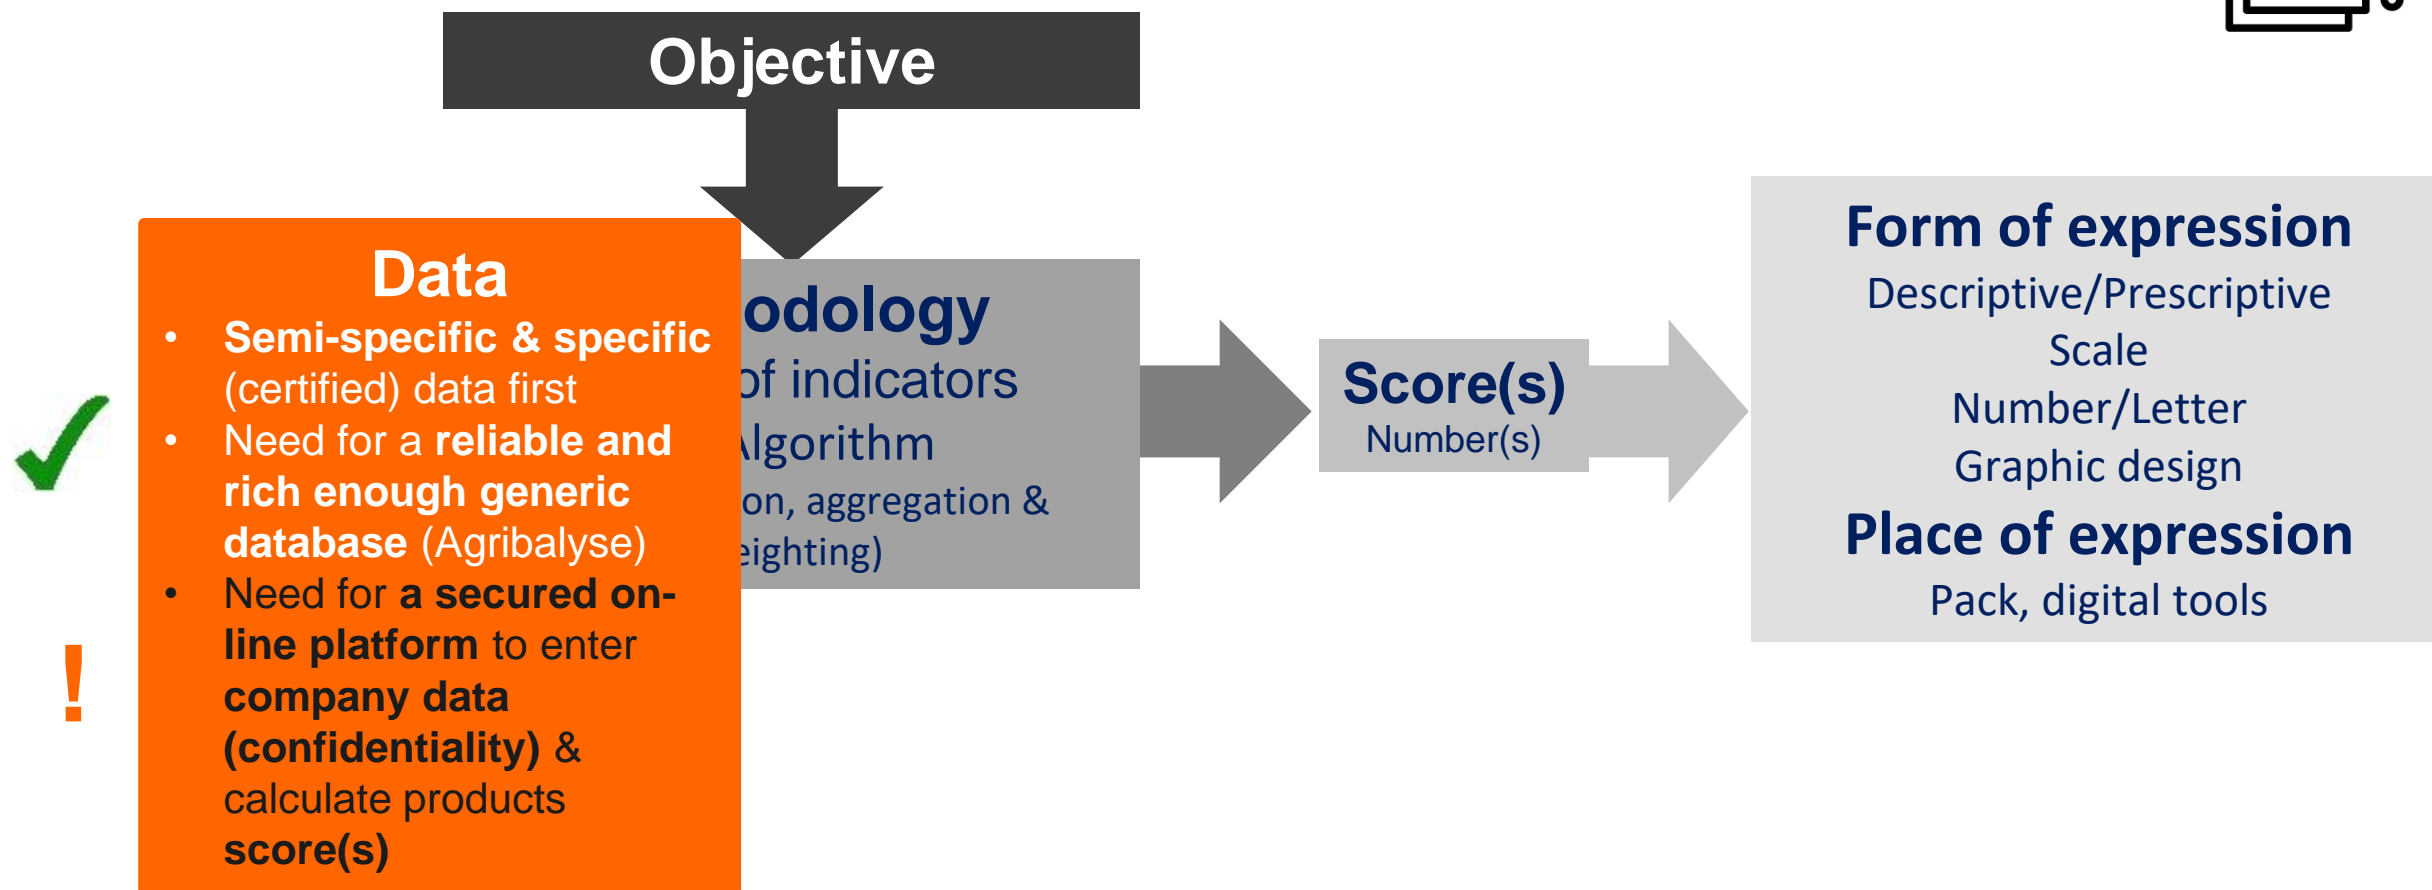 Objective
Data
• Semi-specific & specific
(certified) data first
• Need for a reliable and
rich enough generic
database (Agribalyse)
• Need for a secured on-
line platform to enter
company data
(confidentiality) &
calculate products
score(s)
!
odology
of indicators
lgorithm
on, aggregation &
eighting)
Score(s)
Number(s)
Form of expression
Descriptive/Prescriptive
Scale
Number/Letter
Graphic design
Place of expression
Pack, digital tools